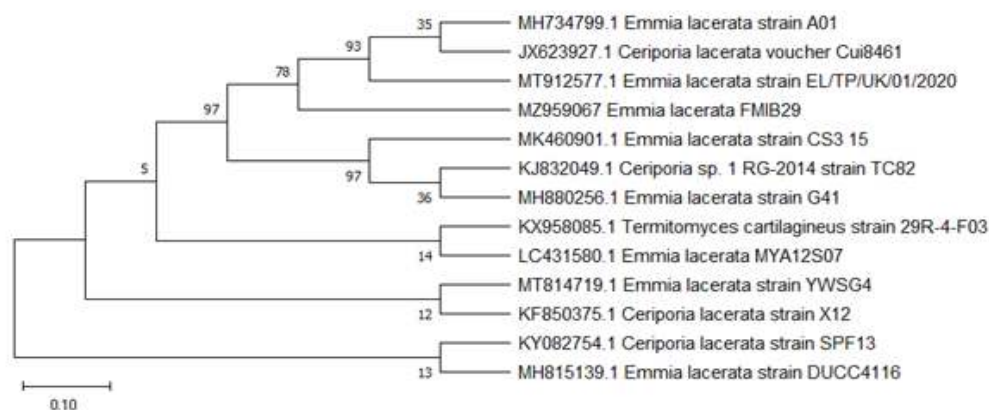 35
MH734799.1 Emmia lacerata strain A01
93
JX623927.1 Ceriporia lacerata voucher Cui8461
78
MT912577.1 Emmia lacerata strain EL/TP/UK/01/2020
97
MZ959067 Emmia lacerata FMIB29
MK460901.1 Emmia lacerata strain CS3 15
5
97
KJ832049.1 Ceriporia sp. 1 RG-2014 strain TC82
36
MH880256.1 Emmia lacerata strain G41
KX958085.1 Termitomyces cartilagineus strain 29R-4-F03
14
LC431580.1 Emmia lacerata MYA12S07
MT814719.1 Emmia lacerata strain YWSG4
12
KF850375.1 Ceriporia lacerata strain X12
KY082754.1 Ceriporia lacerata strain SPF13
13
MH815139.1 Emmia lacerata strain DUCC4116
0.10